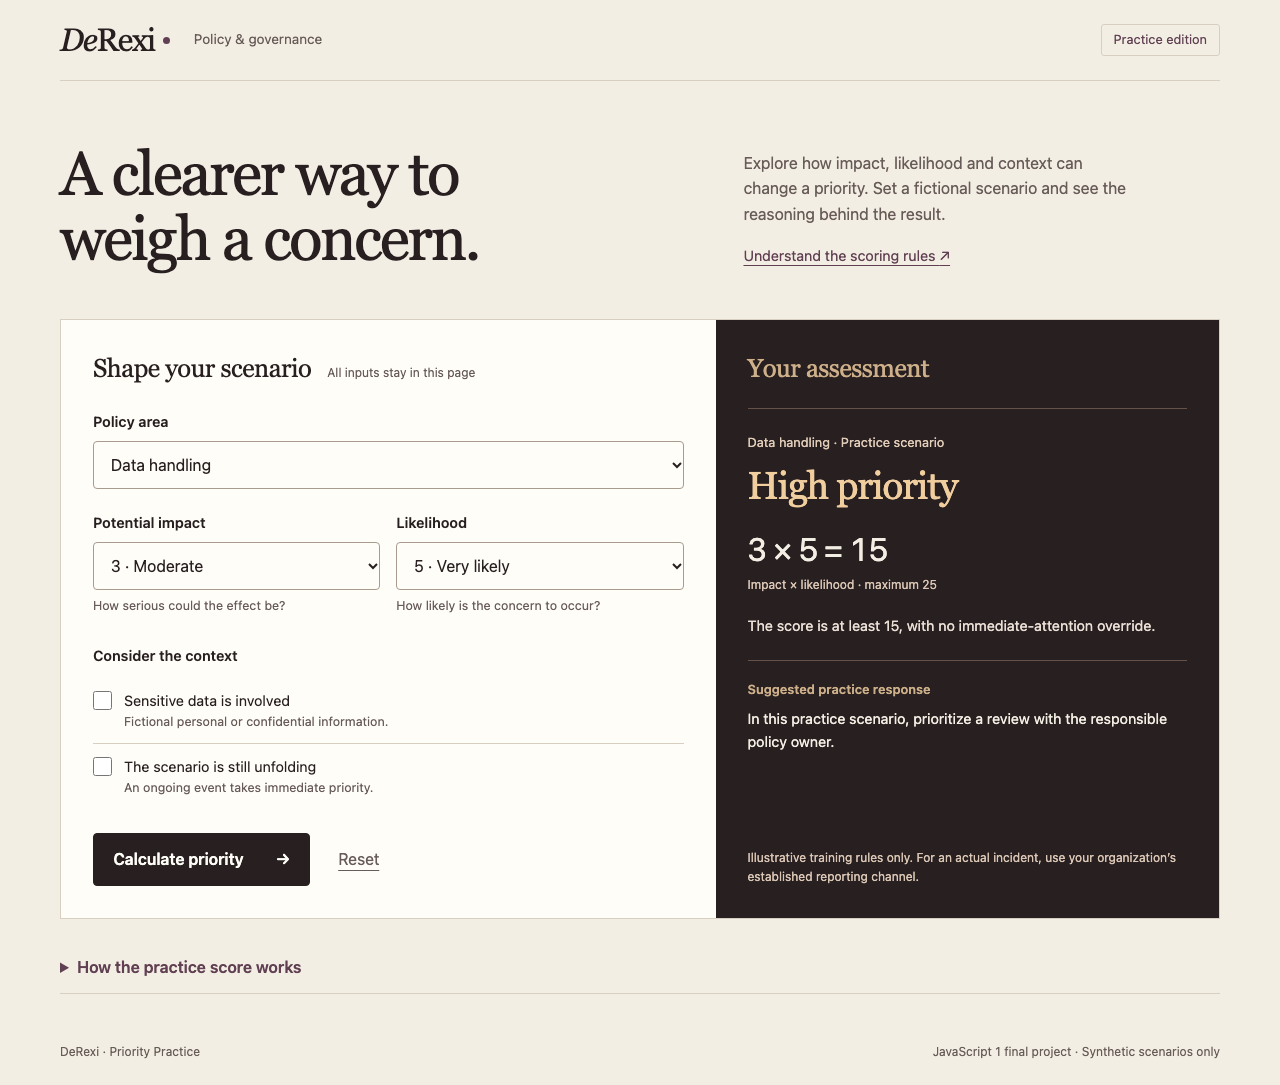 DeRexi
Policy & governance
Practice edition
A clearer way to
weigh a concern.
Explore how impact, likelihood and context can
change a priority. Set a fictional scenario and see the
reasoning behind the result.
Understand the scoring rules ↗
Shape your scenario
All inputs stay in this page
Policy area
Data handling
Potential impact
Likelihood
3 · Moderate
5 · Very likely
How serious could the effect be?
How likely is the concern to occur?
Consider the context
Sensitive data is involved
Fictional personal or confidential information.
The scenario is still unfolding
An ongoing event takes immediate priority.
Calculate priority →
Reset
Your assessment
Data handling · Practice scenario
High priority
3 × 5 = 15
Impact × likelihood · maximum 25
The score is at least 15, with no immediate-attention override.
Suggested practice response
In this practice scenario, prioritize a review with the responsible
policy owner.
Illustrative training rules only. For an actual incident, use your organization’s
established reporting channel.
How the practice score works
DeRexi · Priority Practice
JavaScript 1 final project · Synthetic scenarios only